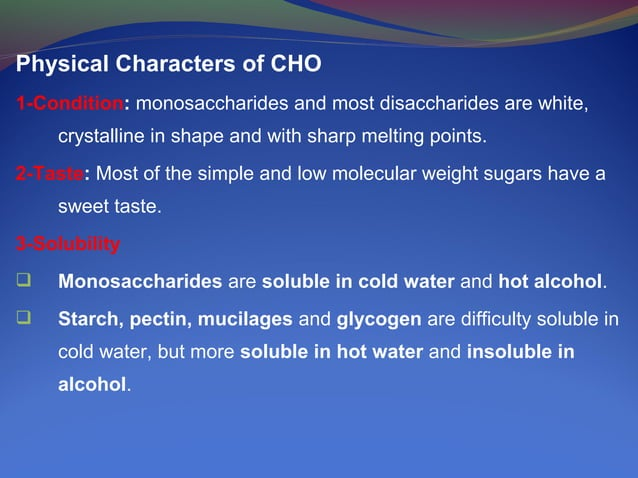 Physical Characters of CHO
1-Condition: monosaccharides and most disaccharides are white,
crystalline in shape and with sharp melting points.
2-Taste: Most of the simple and low molecular weight sugars have a
sweet taste.
3-Solubility
❑ Monosaccharides are soluble in cold water and hot alcohol.
❑ Starch, pectin, mucilages and glycogen are difficulty soluble in
cold water, but more soluble in hot water and insoluble in
alcohol.